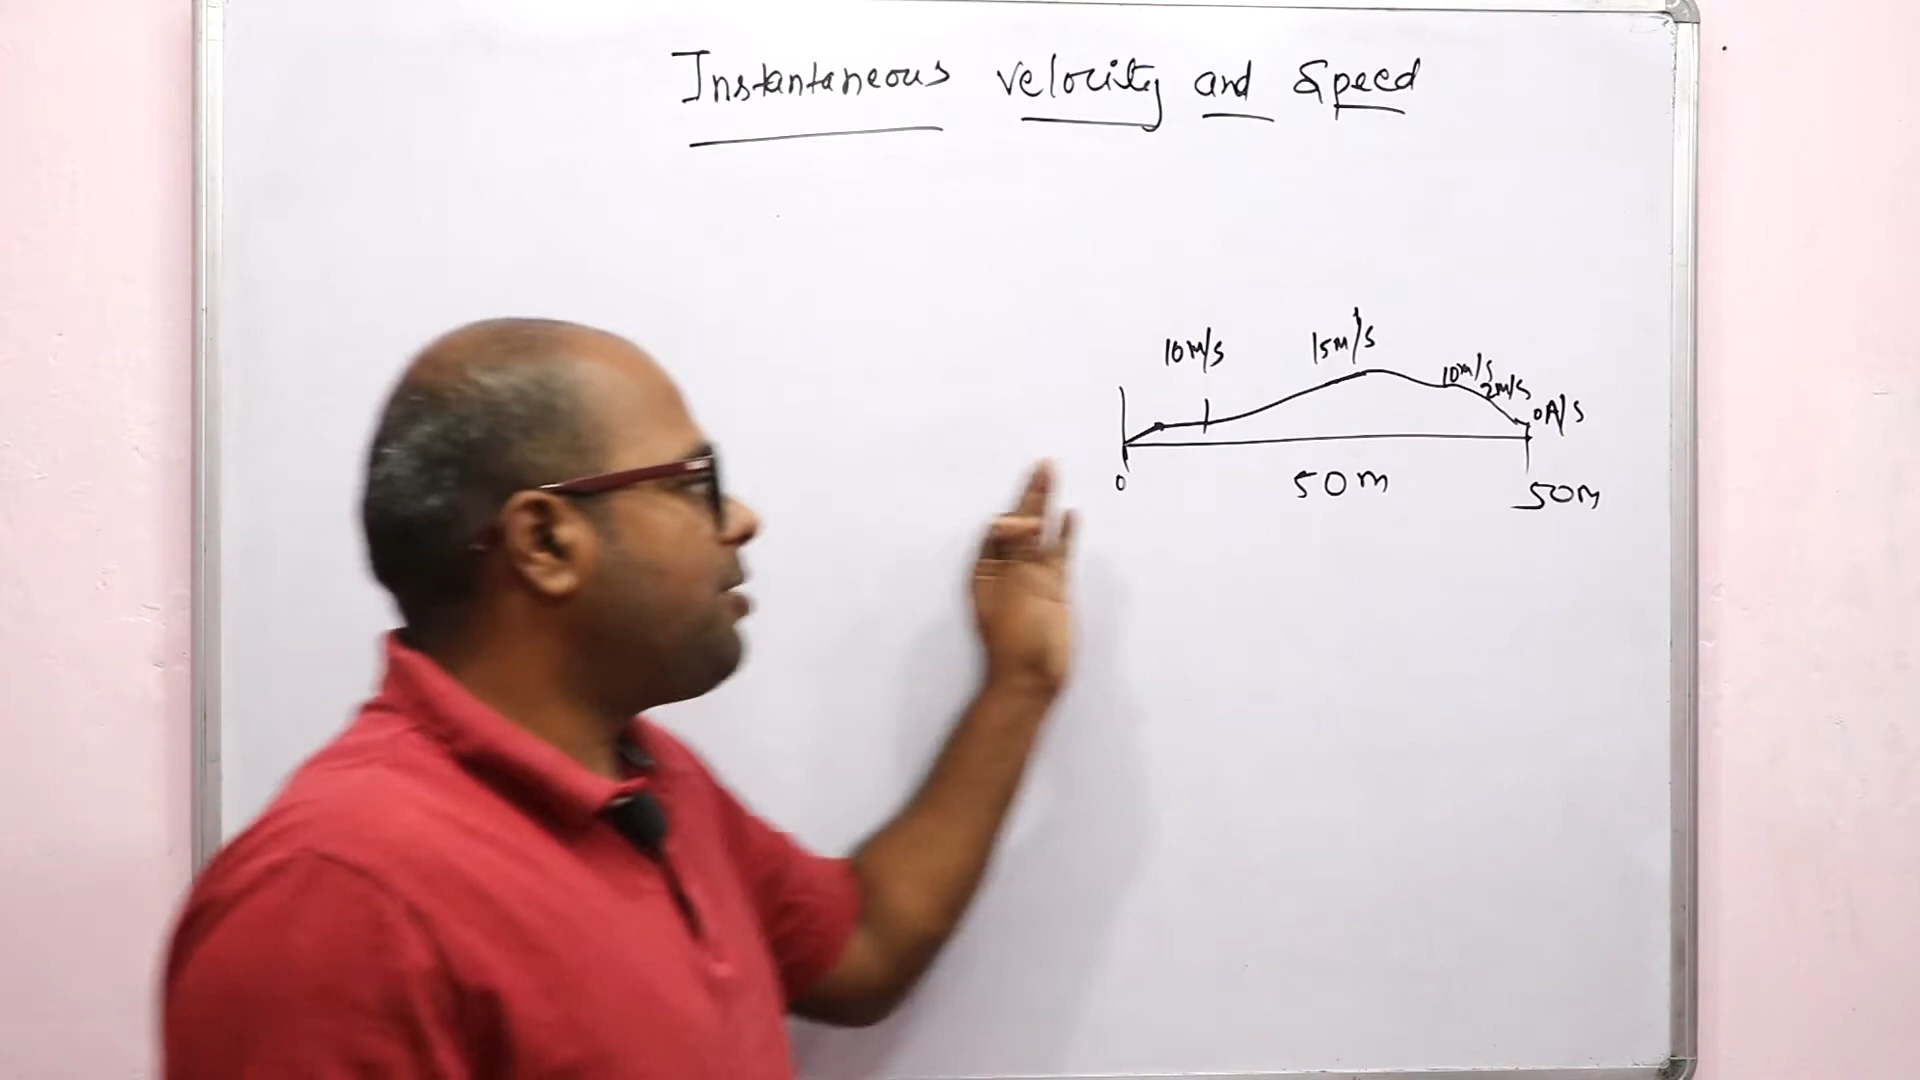 Instantaneous velocity and Speed
10m/s 15m/s
10m/s
2m/s
0m/s
0 50m 50m